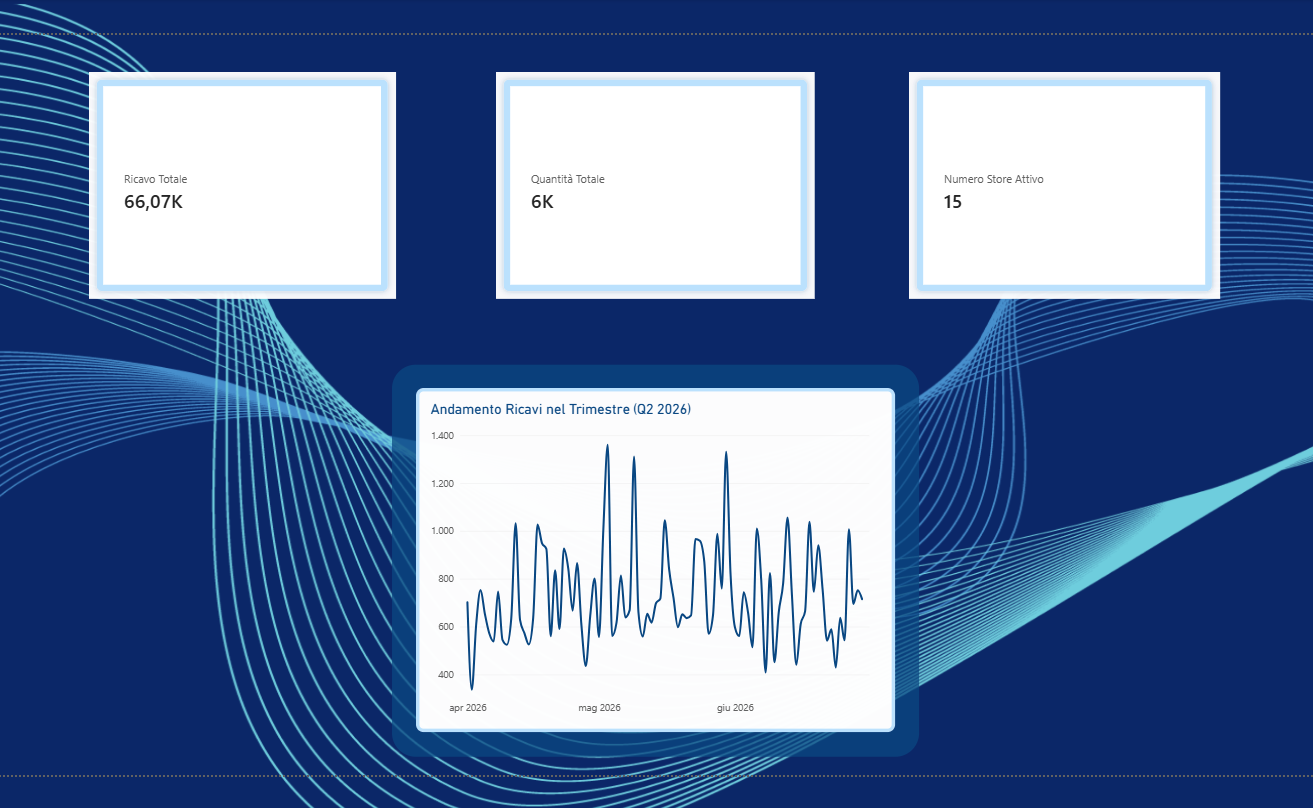 Ricavo Totale
66,07K
Quantità Totale
6K
Numero Store Attivo
15
Andamento Ricavi nel Trimestre (Q2 2026)
1.400
1.200
1.000
800
600
400
apr 2026
mag 2026
giu 2026